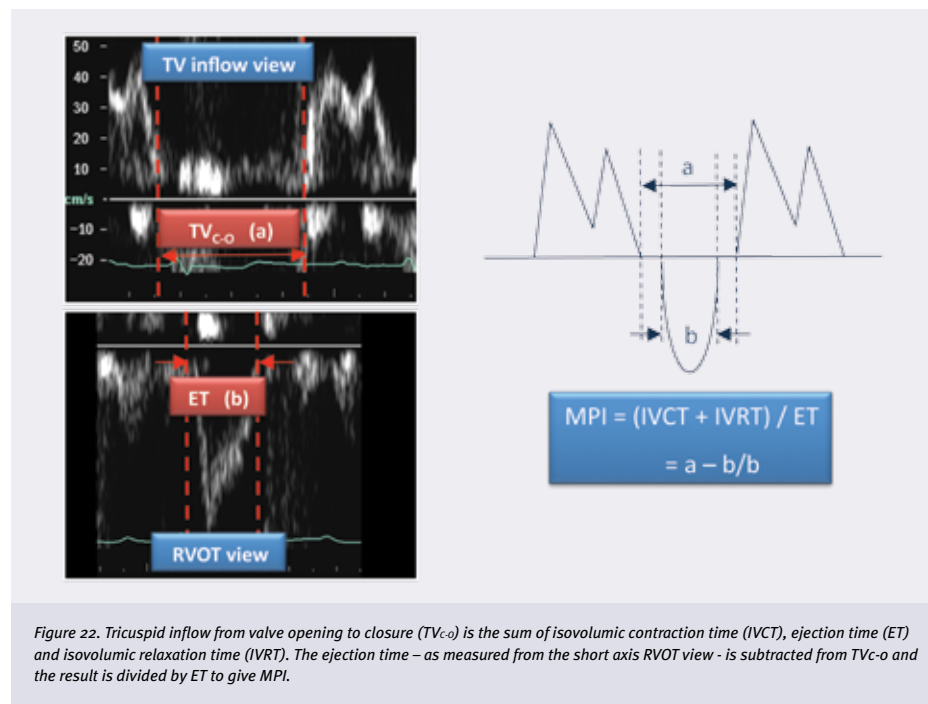 50
TV inflow view
40
30
20
10
cm/s
-10
TV C-O (a)
-20
ET (b)
RVOT view
a
b
MPI = (IVCT + IVRT) / ET
= a – b/b
Figure 22. Tricuspid inflow from valve opening to closure (TVc-o) is the sum of isovolumic contraction time (IVCT), ejection time (ET)
and isovolumic relaxation time (IVRT). The ejection time – as measured from the short axis RVOT view - is subtracted from TVc-o and
the result is divided by ET to give MPI.